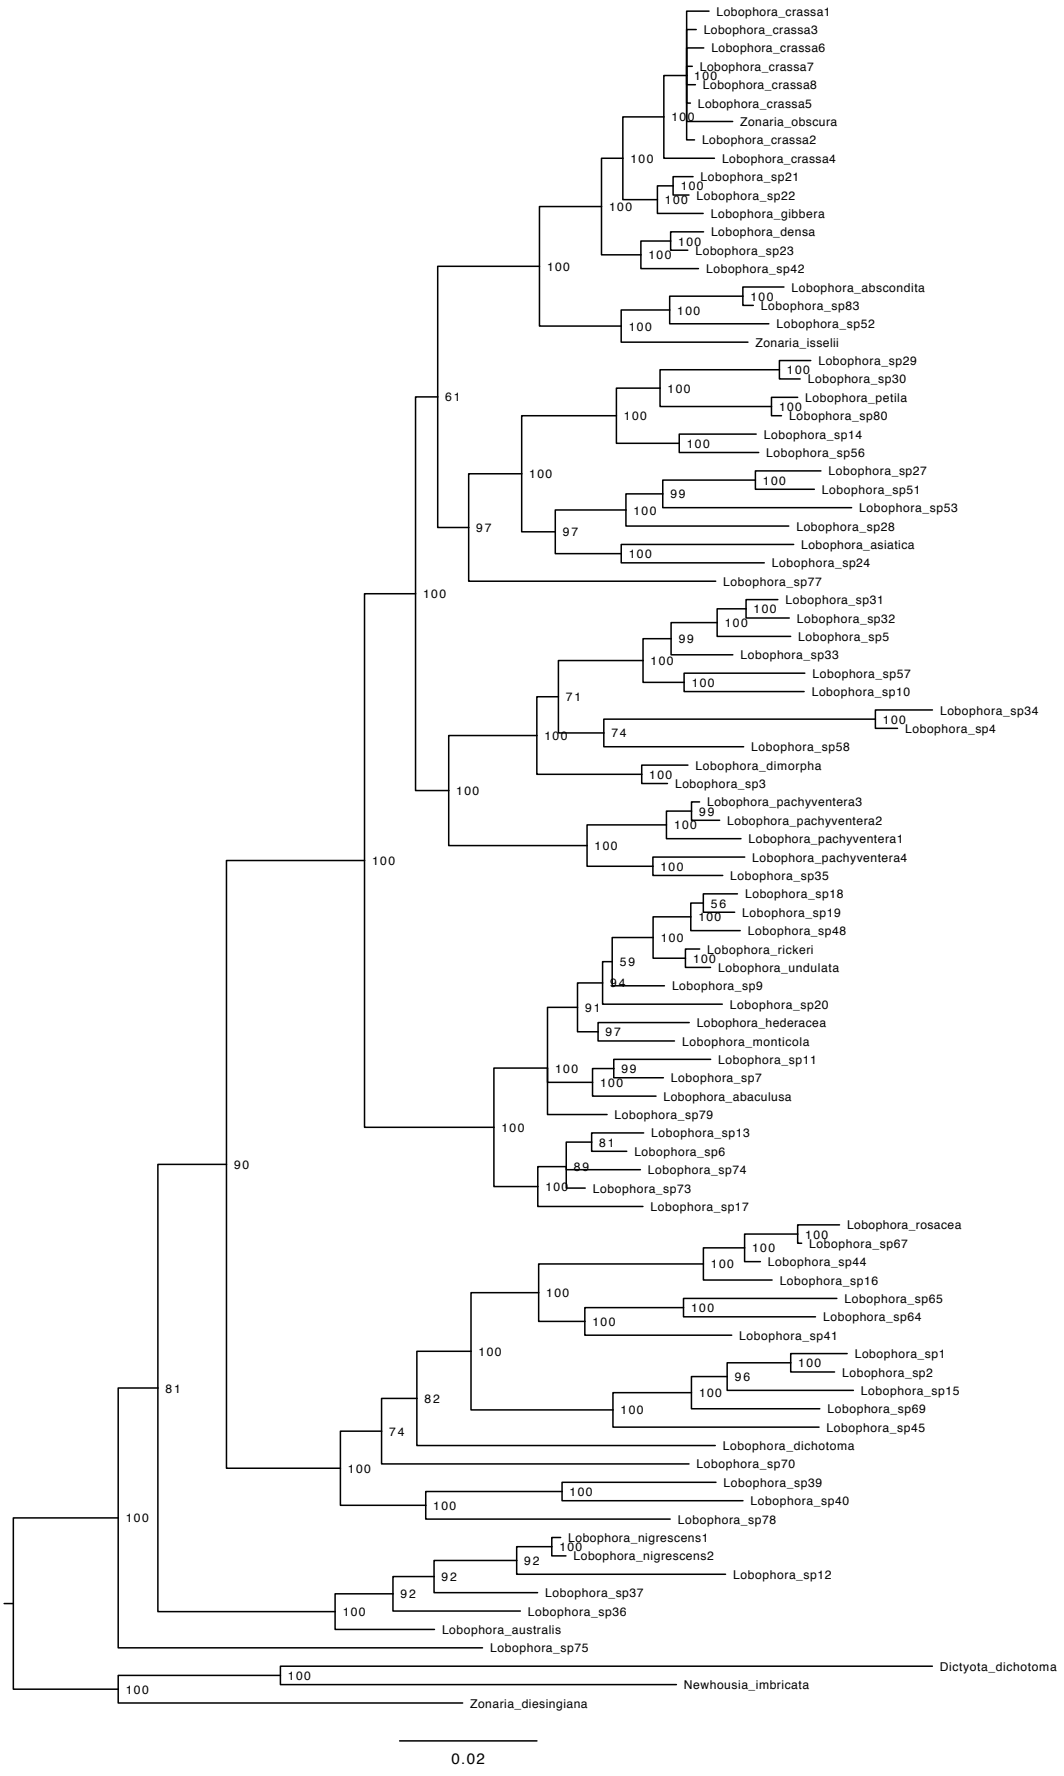 Lobophora_crassa1
Lobophora_crassa3
Lobophora_crassa6
Lobophora_crassa7
100
Lobophora_crassa8
Lobophora_crassa5
100
Zonaria_obscura
Lobophora_crassa2
100
Lobophora_crassa4
Lobophora_sp21
100
Lobophora_sp22
100
100
Lobophora_gibbera
Lobophora_densa
100
Lobophora_sp23
100
100
Lobophora_sp42
Lobophora_abscondita
100
Lobophora_sp83
100
Lobophora_sp52
100
Zonaria_isselii
Lobophora_sp29
100
Lobophora_sp30
100
61
Lobophora_petila
100
Lobophora_sp80
100
Lobophora_sp14
100
Lobophora_sp56
100
Lobophora_sp27
100
Lobophora_sp51
99
Lobophora_sp53
100
97
Lobophora_sp28
97
Lobophora_asiatica
100
Lobophora_sp24
Lobophora_sp77
100
Lobophora_sp31
100
Lobophora_sp32
100
Lobophora_sp5
99
Lobophora_sp33
100
Lobophora_sp57
100
Lobophora_sp10
71
Lobophora_sp34
100
Lobophora_sp4
74
100
Lobophora_sp58
Lobophora_dimorpha
100
Lobophora_sp3
100
Lobophora_pachyventera3
99
Lobophora_pachyventera2
100
Lobophora_pachyventera1
100
Lobophora_pachyventera4
100
100
Lobophora_sp35
Lobophora_sp18
56
Lobophora_sp19
100
Lobophora_sp48
100
Lobophora_rickeri
100
59
Lobophora_undulata
94
Lobophora_sp9
91
Lobophora_sp20
Lobophora_hederacea
97
Lobophora_monticola
Lobophora_sp11
100
99
Lobophora_sp7
100
Lobophora_abaculusa
Lobophora_sp79
100
Lobophora_sp13
81
Lobophora_sp6
90
89
Lobophora_sp74
100
Lobophora_sp73
Lobophora_sp17
Lobophora_rosacea
100
Lobophora_sp67
100
Lobophora_sp44
100
Lobophora_sp16
100
Lobophora_sp65
100
Lobophora_sp64
100
Lobophora_sp41
100
Lobophora_sp1
100
Lobophora_sp2
96
81
Lobophora_sp15
100
82
Lobophora_sp69
100
Lobophora_sp45
74
Lobophora_dichotoma
100
Lobophora_sp70
Lobophora_sp39
100
Lobophora_sp40
100
100
Lobophora_sp78
Lobophora_nigrescens1
100
Lobophora_nigrescens2
92
Lobophora_sp12
92
Lobophora_sp37
92
Lobophora_sp36
100
Lobophora_australis
Lobophora_sp75
Dictyota_dichotoma
100
Newhousia_imbricata
100
Zonaria_diesingiana
0.02